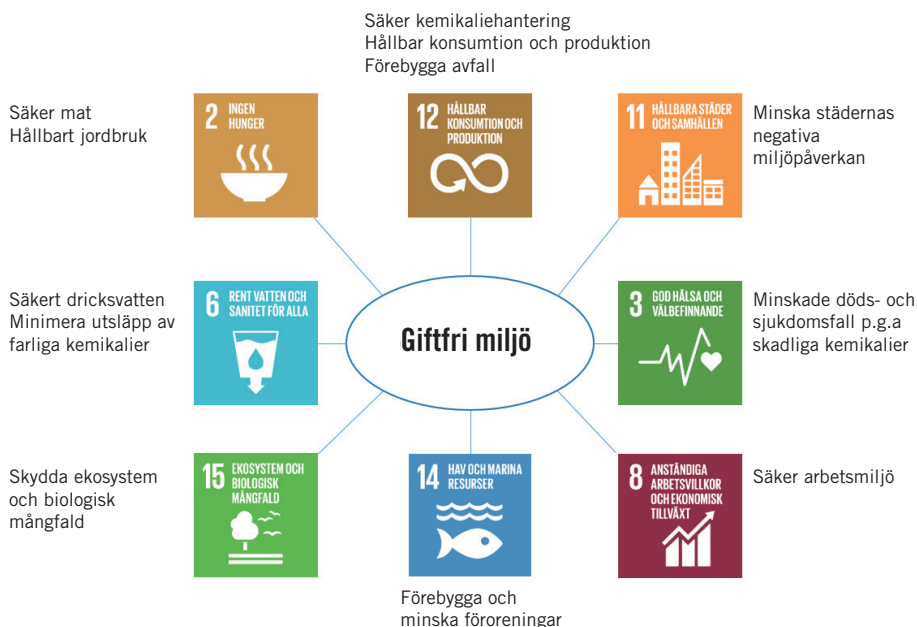 Säker kemikaliehantering
Hållbar konsumtion och produktion
Förebygga avfall
Säker mat
Hållbart jordbruk
2 INGEN
HUNGER
12 HÅLLBAR
KONSUMTION OCH
PRODUKTION
11 HÅLLBARA STÄDER
OCH SAMHÄLLEN
Minska städernas
negativa
miljöpåverkan
Säkert dricksvatten
Minimera utsläpp av
farliga kemikalier
6 RENT VATTEN OCH
SANITET FÖR ALLA
Giftfri miljö
3 GOD HÄLSA OCH
VÄLBEFINNANDE
Minskade döds- och
sjukdomsfall p.g.a
skadliga kemikalier
Skydda ekosystem
och biologisk
mångfald
15 EKOSYSTEM OCH
BIOLOGISK
MÅNGFALD
14 HAV OCH MARINA
RESURSER
8 ANSTÄNDIGA
ARBETSVILLKOR
OCH EKONOMISK
TILLVÄXT
Säker arbetsmiljö
Förebygga och
minska föroreningar